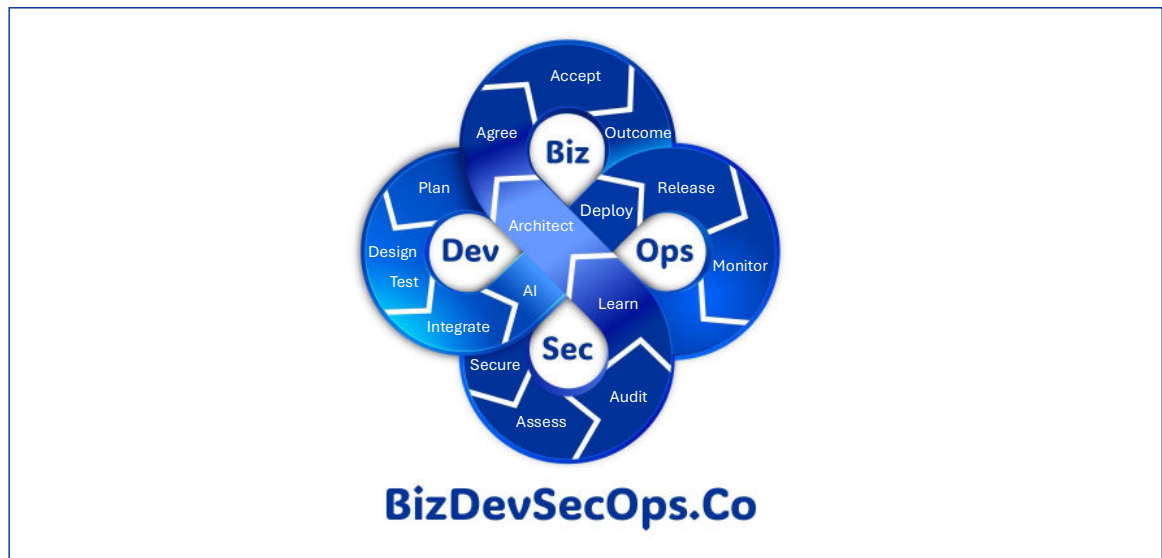 Accept
Agree
Outcome
Biz
Plan
Release
Deploy
Architect
Design
Dev
Ops
Monitor
Test
AI
Learn
Integrate
Sec
Secure
Audit
Assess
BizDevSecOps.Co